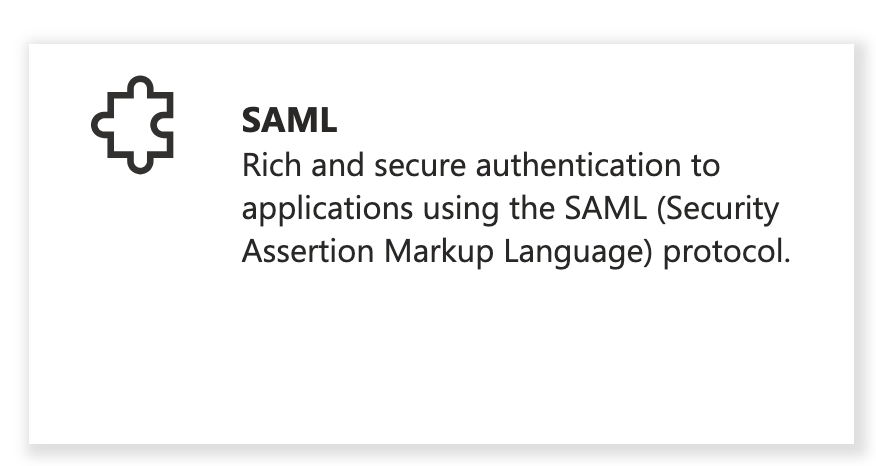 SAML
Rich and secure authentication to
applications using the SAML (Security
Assertion Markup Language) protocol.